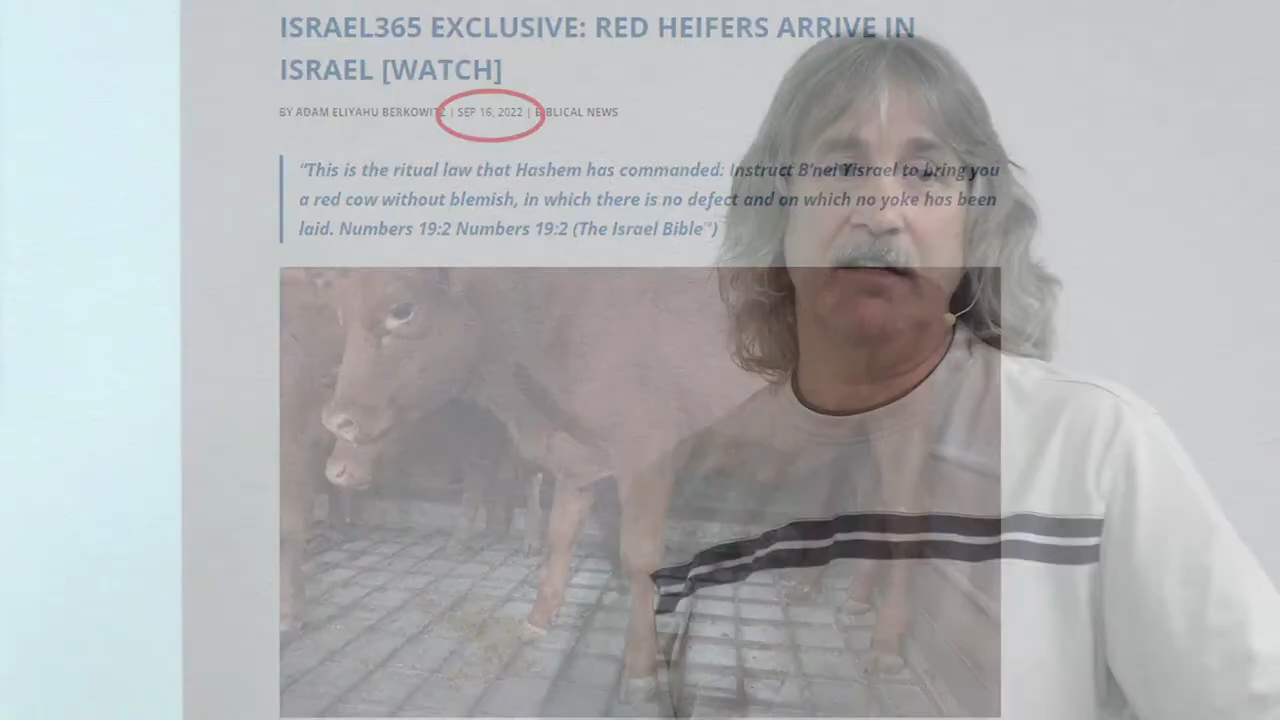 ISRAEL365 EXCLUSIVE: RED HEIFERS ARRIVE IN
ISRAEL [WATCH]
BY ADAM ELIYAHU BERKOWITZ | SEP 16, 2022 | BIBLICAL NEWS
"This is the ritual law that Hashem has commanded: Instruct B'nei Yisrael to bring you
a red cow without blemish, in which there is no defect and on which no yoke has been
laid. Numbers 19:2 Numbers 19:2 (The Israel Bible™)